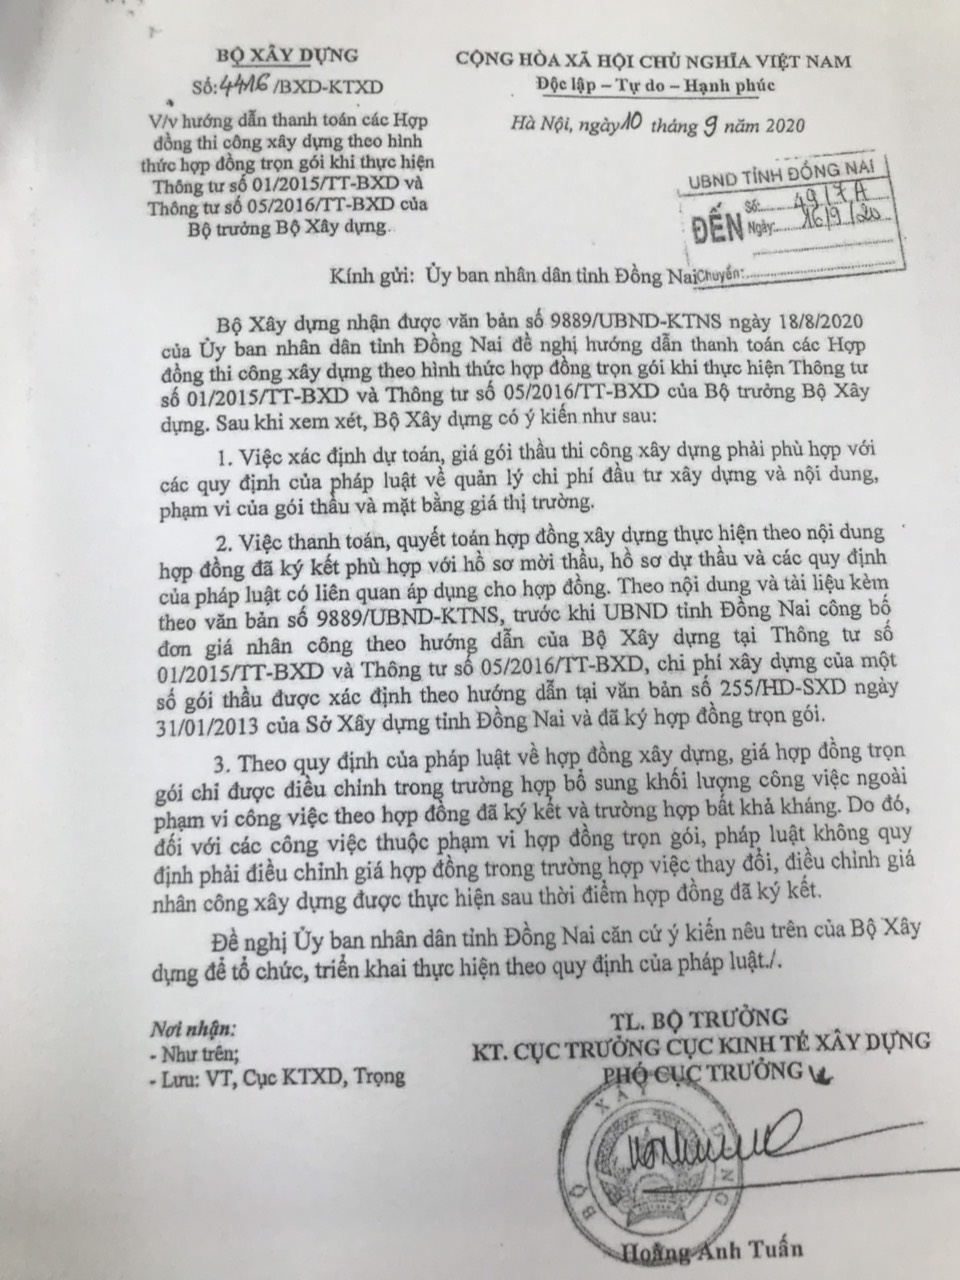 BỘ XÂY DỰNG
CỘNG HÒA XÃ HỘI CHỦ NGHĨA VIỆT NAM
Số: 4416 /BXD-KTXD
Độc lập – Tự do – Hạnh phúc
V/v hướng dẫn thanh toán các Hợp
đồng thi công xây dựng theo hình
thức hợp đồng trọn gói khi thực hiện
Thông tư số 01/2015/TT-BXD và
Thông tư số 05/2016/TT-BXD của
Bộ trưởng Bộ Xây dựng.
Hà Nội, ngày 10 tháng 9 năm 2020
UBND TỈNH ĐỒNG NAI
ĐẾN
Số: 4917A
Ngày: 16/9/20
Chuyển:
Kính gửi: Ủy ban nhân dân tỉnh Đồng Nai
Bộ Xây dựng nhận được văn bản số 9889/UBND-KTNS ngày 18/8/2020
của Ủy ban nhân dân tỉnh Đồng Nai đề nghị hướng dẫn thanh toán các Hợp
đồng thi công xây dựng theo hình thức hợp đồng trọn gói khi thực hiện Thông tư
số 01/2015/TT-BXD và Thông tư số 05/2016/TT-BXD của Bộ trưởng Bộ Xây
dựng. Sau khi xem xét, Bộ Xây dựng có ý kiến như sau:
1. Việc xác định dự toán, giá gói thầu thi công xây dựng phải phù hợp với
các quy định của pháp luật về quản lý chi phí đầu tư xây dựng và nội dung,
phạm vi của gói thầu và mặt bằng giá thị trường.
2. Việc thanh toán, quyết toán hợp đồng xây dựng thực hiện theo nội dung
hợp đồng đã ký kết phù hợp với hồ sơ mời thầu, hồ sơ dự thầu và các quy định
của pháp luật có liên quan áp dụng cho hợp đồng. Theo nội dung và tài liệu kèm
theo văn bản số 9889/UBND-KTNS, trước khi UBND tỉnh Đồng Nai công bố
đơn giá nhân công theo hướng dẫn của Bộ Xây dựng tại Thông tư số
01/2015/TT-BXD và Thông tư số 05/2016/TT-BXD, chi phí xây dựng của một
số gói thầu được xác định theo hướng dẫn tại văn bản số 255/HD-SXD ngày
31/01/2013 của Sở Xây dựng tỉnh Đồng Nai và đã ký hợp đồng trọn gói.
3. Theo quy định của pháp luật về hợp đồng xây dựng, giá hợp đồng trọn
gói chỉ được điều chỉnh trong trường hợp bổ sung khối lượng công việc ngoài
phạm vi công việc theo hợp đồng đã ký kết và trường hợp bất khả kháng. Do đó,
đối với các công việc thuộc phạm vi hợp đồng trọn gói, pháp luật không quy
định phải điều chỉnh giá hợp đồng trong trường hợp việc thay đổi, điều chỉnh giá
nhân công xây dựng được thực hiện sau thời điểm hợp đồng đã ký kết.
Đề nghị Ủy ban nhân dân tỉnh Đồng Nai căn cứ ý kiến nêu trên của Bộ Xây
dựng để tổ chức, triển khai thực hiện theo quy định của pháp luật./.
Nơi nhận:
- Như trên;
- Lưu: VT, Cục KTXD, Trọng
TL. BỘ TRƯỞNG
KT. CỤC TRƯỞNG CỤC KINH TẾ XÂY DỰNG
PHÓ CỤC TRƯỞNG
BỘ XÂY DỰNG
Hoàng Anh Tuấn